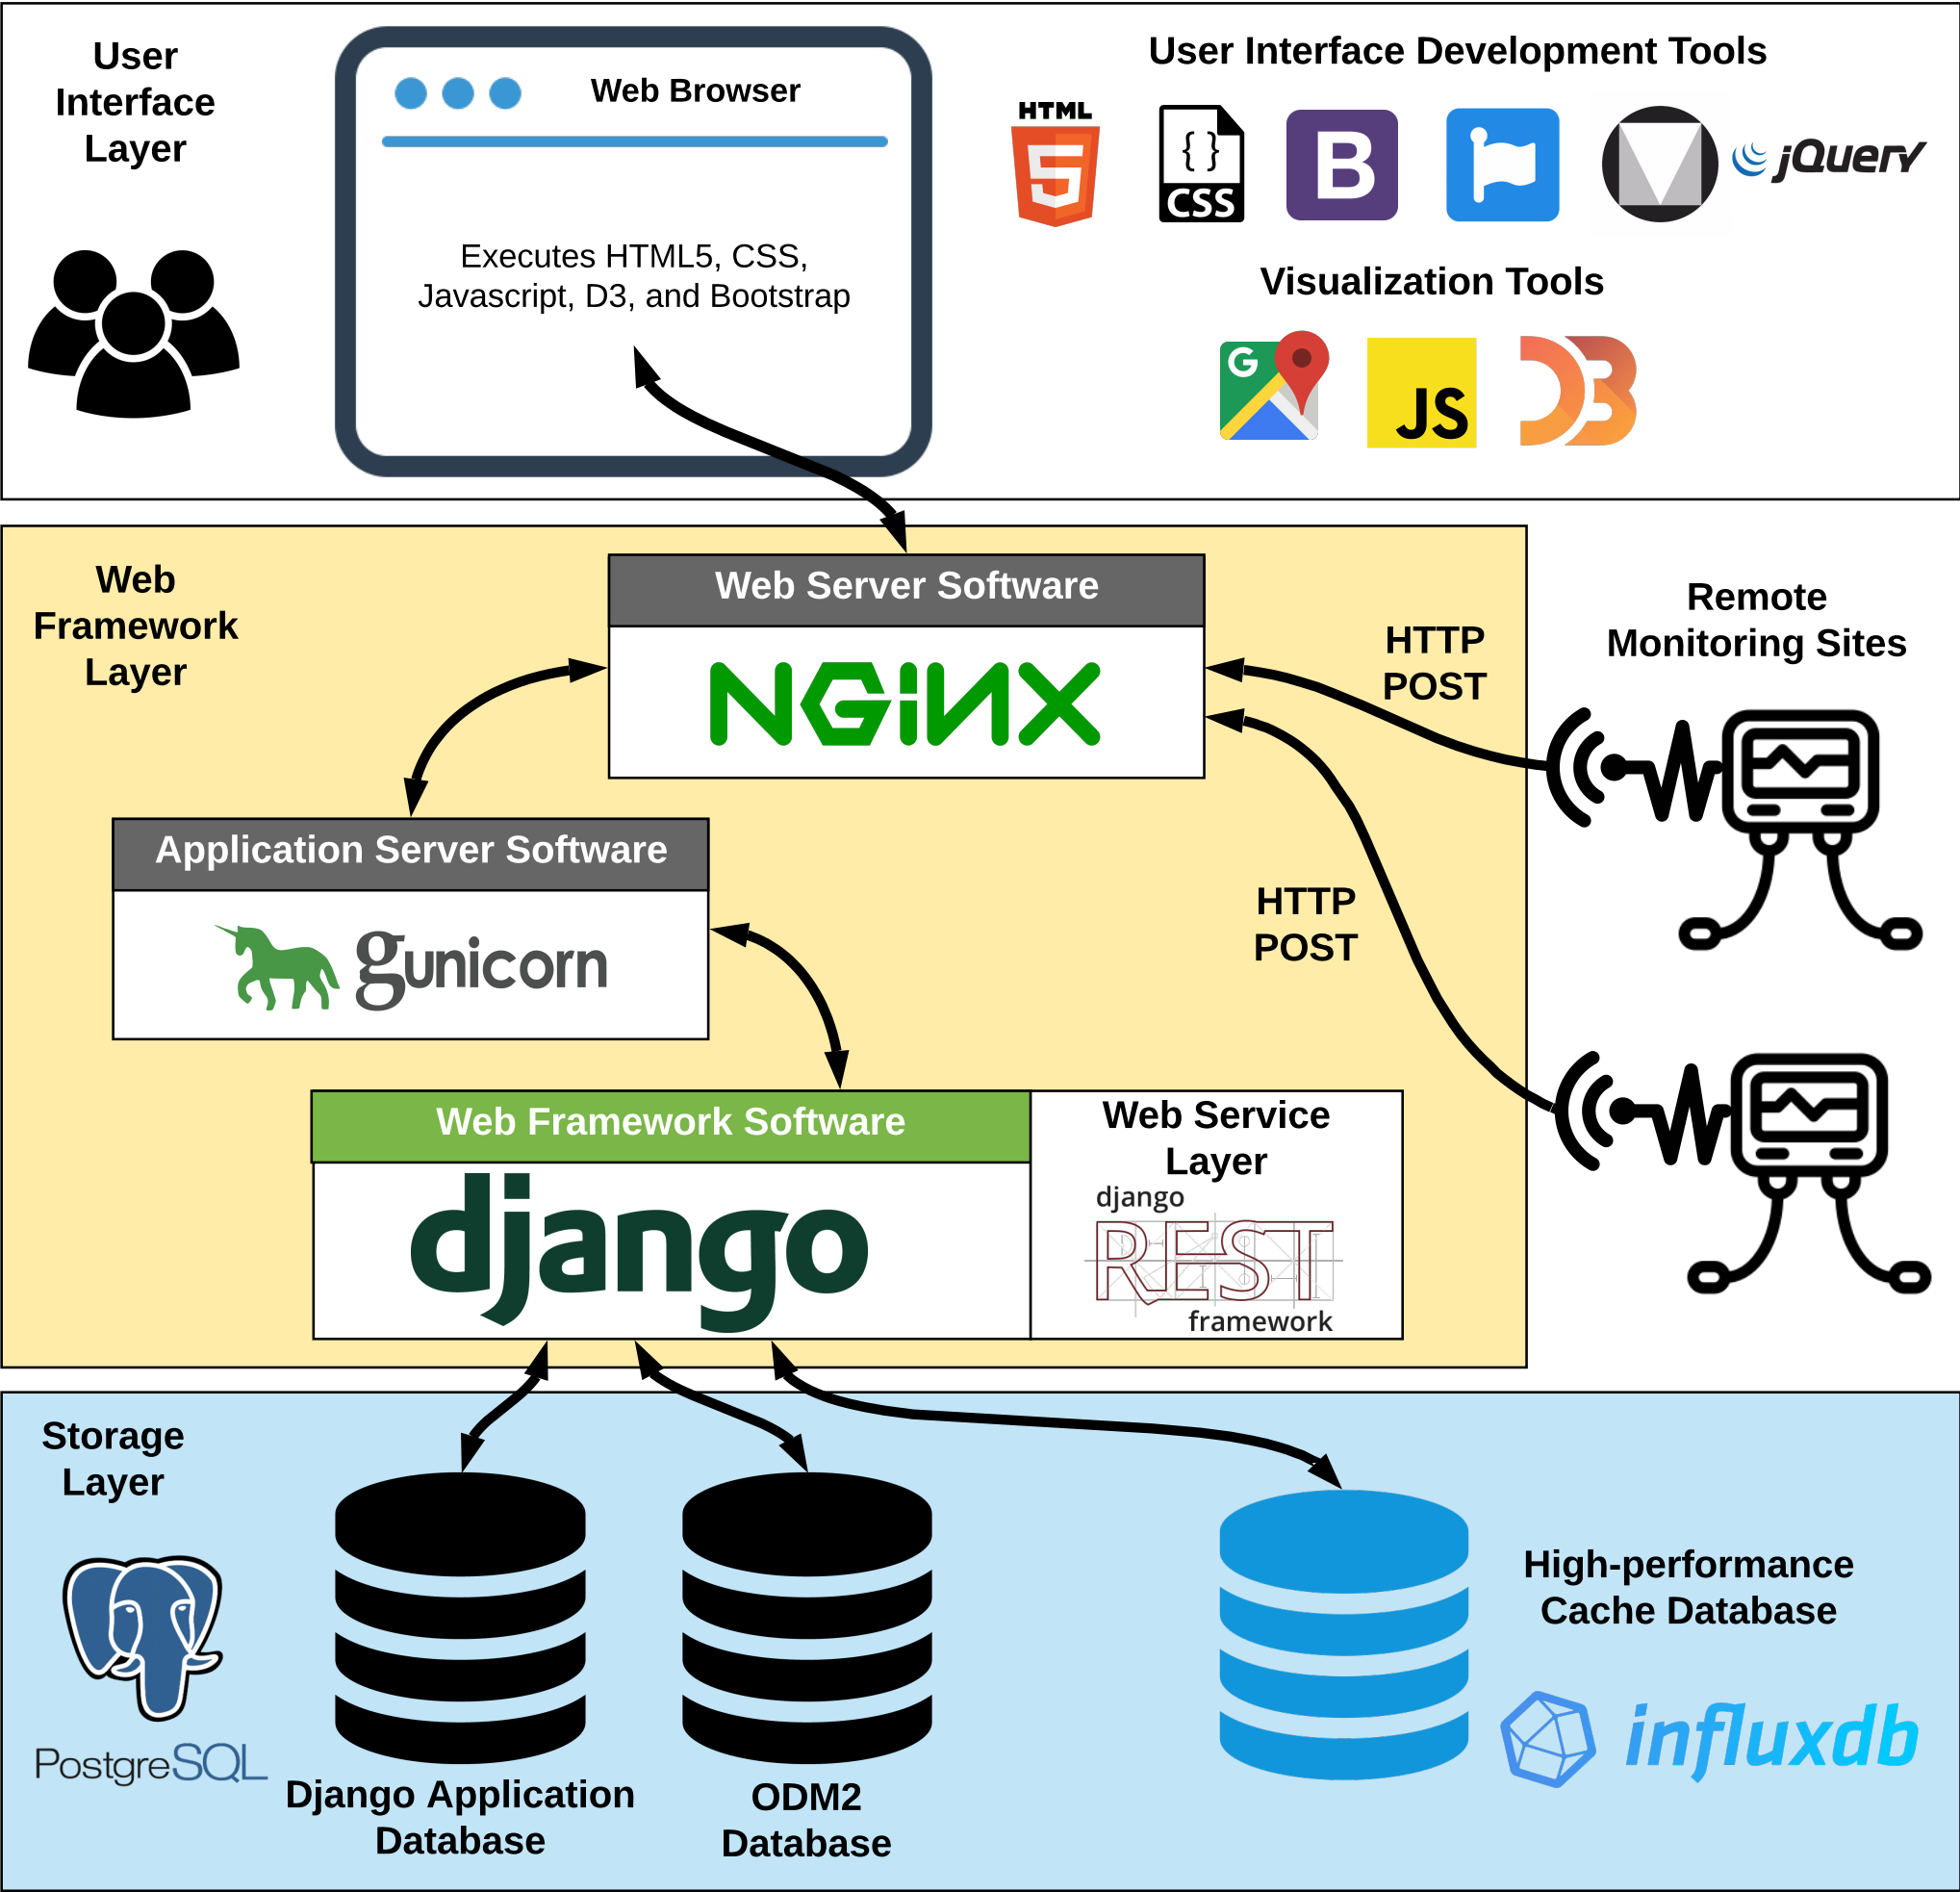 User
Interface
Layer
Web Browser
Executes HTML5, CSS,
Javascript, D3, and Bootstrap
User Interface Development Tools
HTML
5
{ }
CSS
B
jQuery
Visualization Tools
G
JS
D3
Web
Framework
Layer
Web Server Software
NGiNX
HTTP
POST
Remote
Monitoring Sites
Application Server Software
gunicorn
HTTP
POST
Web Framework Software
django
Web Service
Layer
django
REST
framework
Storage
Layer
PostgreSQL
Django Application
Database
ODM2
Database
High-performance
Cache Database
influxdb